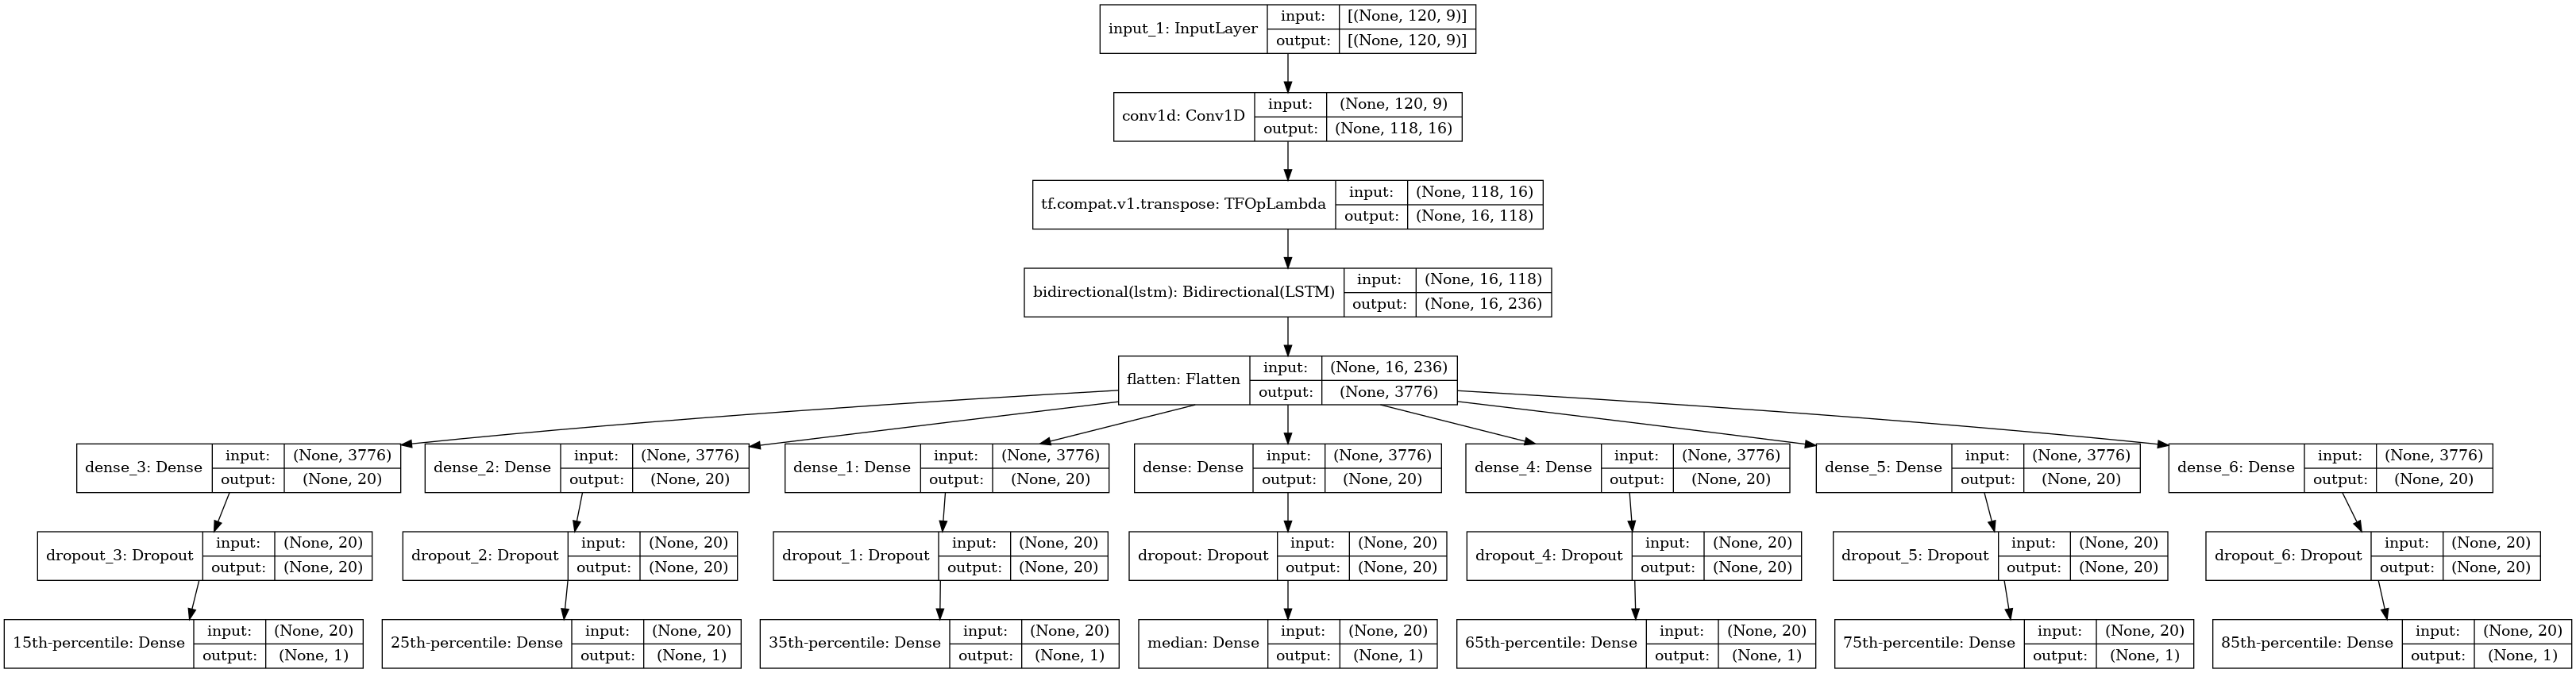 input_1: InputLayer
input: [(None, 120, 9)]
output: [(None, 120, 9)]
conv1d: Conv1D
input: (None, 120, 9)
output: (None, 118, 16)
tf.compat.v1.transpose: TFOpLambda
input: (None, 118, 16)
output: (None, 16, 118)
bidirectional(lstm): Bidirectional(LSTM)
input: (None, 16, 118)
output: (None, 16, 236)
flatten: Flatten
input: (None, 16, 236)
output: (None, 3776)
dense_3: Dense
input: (None, 3776)
output: (None, 20)
dense_2: Dense
input: (None, 3776)
output: (None, 20)
dense_1: Dense
input: (None, 3776)
output: (None, 20)
dense: Dense
input: (None, 3776)
output: (None, 20)
dense_4: Dense
input: (None, 3776)
output: (None, 20)
dense_5: Dense
input: (None, 3776)
output: (None, 20)
dense_6: Dense
input: (None, 3776)
output: (None, 20)
dropout_3: Dropout
input: (None, 20)
output: (None, 20)
dropout_2: Dropout
input: (None, 20)
output: (None, 20)
dropout_1: Dropout
input: (None, 20)
output: (None, 20)
dropout: Dropout
input: (None, 20)
output: (None, 20)
dropout_4: Dropout
input: (None, 20)
output: (None, 20)
dropout_5: Dropout
input: (None, 20)
output: (None, 20)
dropout_6: Dropout
input: (None, 20)
output: (None, 20)
15th-percentile: Dense
input: (None, 20)
output: (None, 1)
25th-percentile: Dense
input: (None, 20)
output: (None, 1)
35th-percentile: Dense
input: (None, 20)
output: (None, 1)
median: Dense
input: (None, 20)
output: (None, 1)
65th-percentile: Dense
input: (None, 20)
output: (None, 1)
75th-percentile: Dense
input: (None, 20)
output: (None, 1)
85th-percentile: Dense
input: (None, 20)
output: (None, 1)